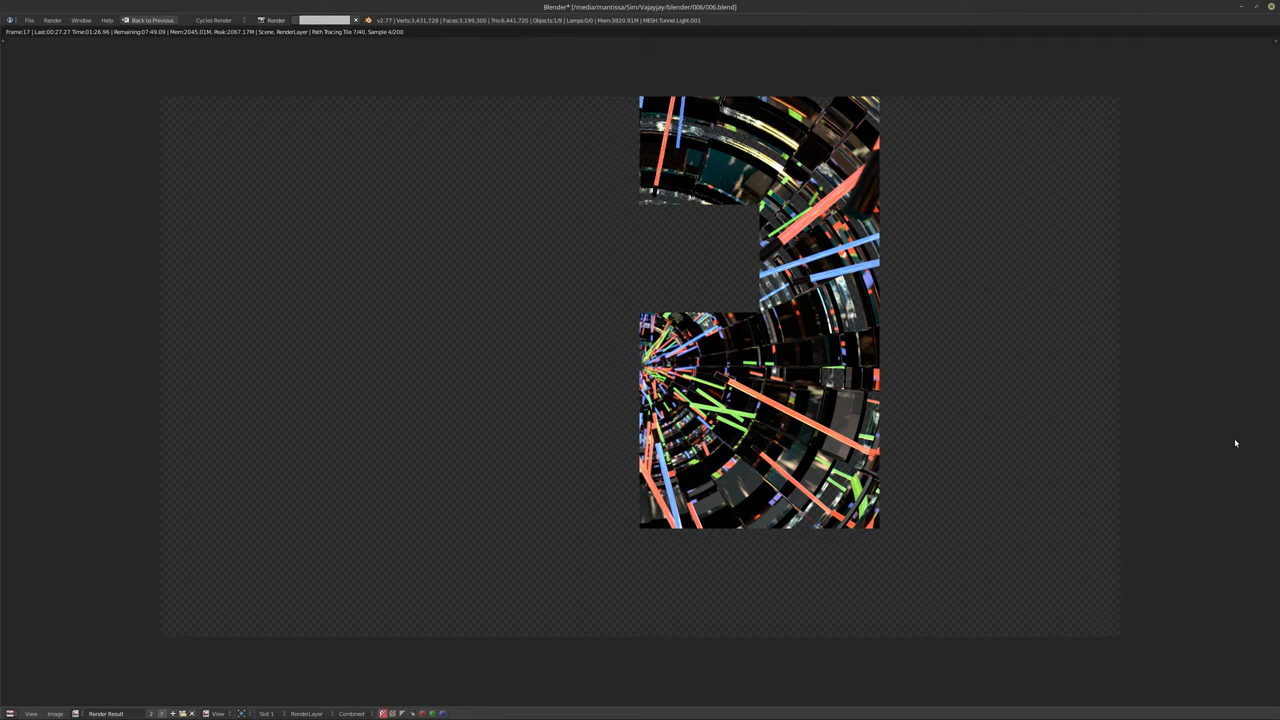 Blender* [/media/mantissa/Sim/Vajayjay/blender/006/006.blend]
File Render Window Help Back to Previous Cycles Render Render v2.77 | Verts:3,431,728 | Faces:3,199,300 | Tris:6,441,720 | Objects:1/9 | Lamps:0/0 | Mem:3820.91M | MESH.Tunnel.Light.001
Frame:17 | Last:00:27.27 Time:01:26.96 | Remaining:07:49.09 | Mem:2045.01M, Peak:2067.17M | Scene, RenderLayer | Path Tracing Tile 7/40, Sample 4/200
View Image Render Result 2 F View Slot 1 RenderLayer Combined